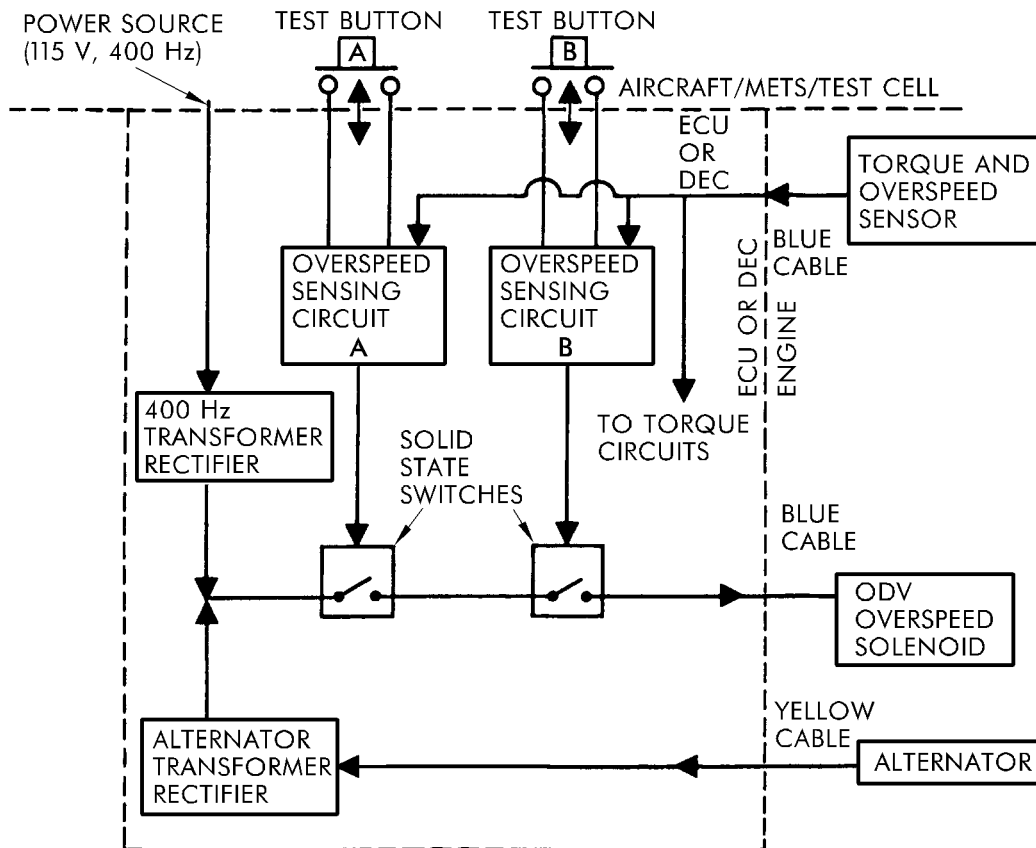 POWER SOURCE
(115 V, 400 Hz)
TEST BUTTON
A
TEST BUTTON
B
AIRCRAFT/METS/TEST CELL
ECU
OR
DEC
TORQUE AND
OVERSPEED
SENSOR
BLUE
CABLE
OVERSPEED
SENSING
CIRCUIT
A
OVERSPEED
SENSING
CIRCUIT
B
ECU OR DEC
ENGINE
400 Hz
TRANSFORMER
RECTIFIER
SOLID
STATE
SWITCHES
TO TORQUE
CIRCUITS
BLUE
CABLE
ODV
OVERSPEED
SOLENOID
ALTERNATOR
TRANSFORMER
RECTIFIER
YELLOW
CABLE
ALTERNATOR